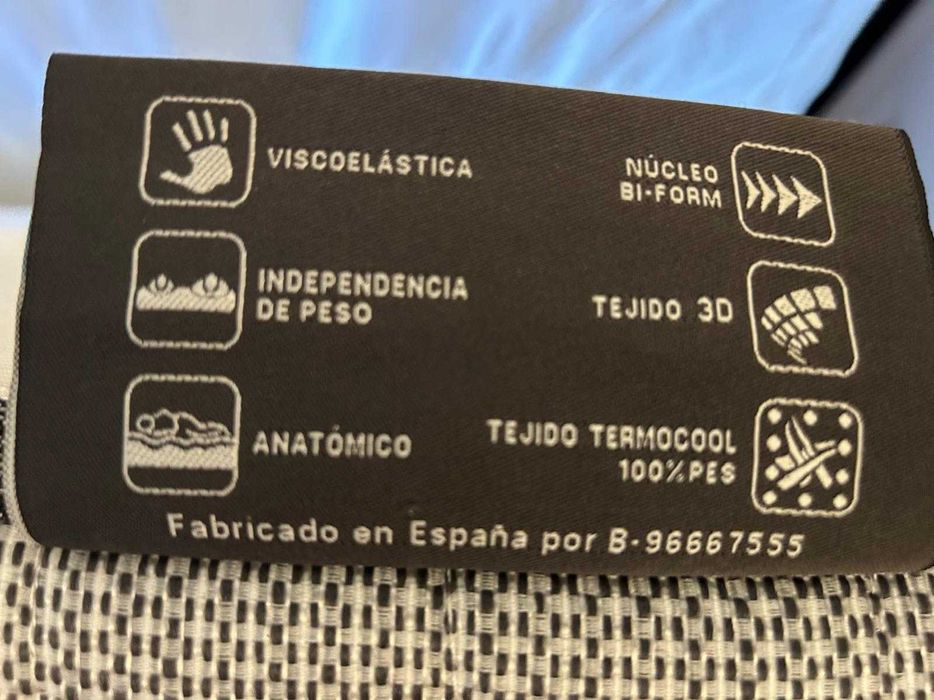 VISCOELÁSTICA
INDEPENDENCIA
DE PESO
ANATÓMICO
NÚCLEO
BI-FORM
TEJIDO 3D
TEJIDO TERMOCOOL
100%PES
Fabricado en España por B-96667555